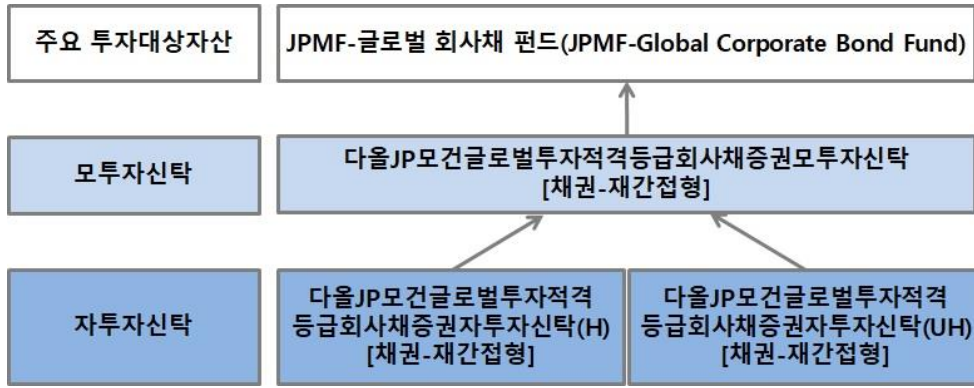 주요 투자대상자산
JPMF-글로벌 회사채 펀드(JPMF-Global Corporate Bond Fund)
모투자신탁
다올JP모건글로벌투자적격등급회사채증권모투자신탁
[채권-재간접형]
자투자신탁
다올JP모건글로벌투자적격
등급회사채증권자투자신탁(H)
[채권-재간접형]
다올JP모건글로벌투자적격
등급회사채증권자투자신탁(UH)
[채권-재간접형]